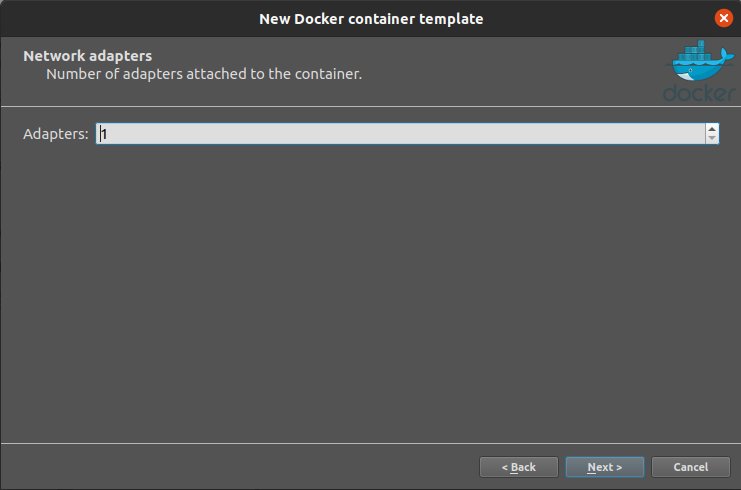 New Docker container template
Network adapters
Number of adapters attached to the container.
docker
Adapters: 1
< Back
Next >
Cancel